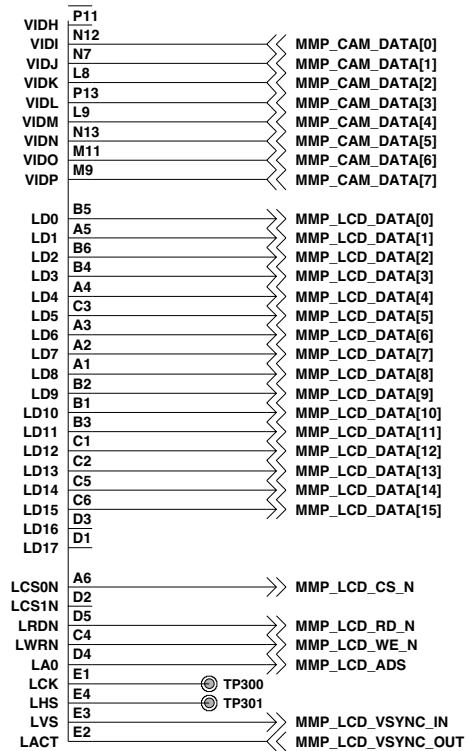 VIDH P11
VIDI N12 MMP_CAM_DATA[0]
VIDJ N7 MMP_CAM_DATA[1]
VIDK L8 MMP_CAM_DATA[2]
VIDL P13 MMP_CAM_DATA[3]
VIDM L9 MMP_CAM_DATA[4]
VIDN N13 MMP_CAM_DATA[5]
VIDO M11 MMP_CAM_DATA[6]
VIDP M9 MMP_CAM_DATA[7]
LD0 B5 MMP_LCD_DATA[0]
LD1 A5 MMP_LCD_DATA[1]
LD2 B6 MMP_LCD_DATA[2]
LD3 B4 MMP_LCD_DATA[3]
LD4 A4 MMP_LCD_DATA[4]
LD5 C3 MMP_LCD_DATA[5]
LD6 A3 MMP_LCD_DATA[6]
LD7 A2 MMP_LCD_DATA[7]
LD8 A1 MMP_LCD_DATA[8]
LD9 B2 MMP_LCD_DATA[9]
LD10 B1 MMP_LCD_DATA[10]
LD11 B3 MMP_LCD_DATA[11]
LD12 C1 MMP_LCD_DATA[12]
LD13 C2 MMP_LCD_DATA[13]
LD14 C5 MMP_LCD_DATA[14]
LD15 C6 MMP_LCD_DATA[15]
LD16 D3
LD17 D1
LCS0N A6 MMP_LCD_CS_N
LCS1N D2
LRDN D5 MMP_LCD_RD_N
LWRN C4 MMP_LCD_WE_N
LA0 D4 MMP_LCD_ADS
LCK E1 TP300
LHS E4 TP301
LVS E3 MMP_LCD_VSYNC_IN
LACT E2 MMP_LCD_VSYNC_OUT